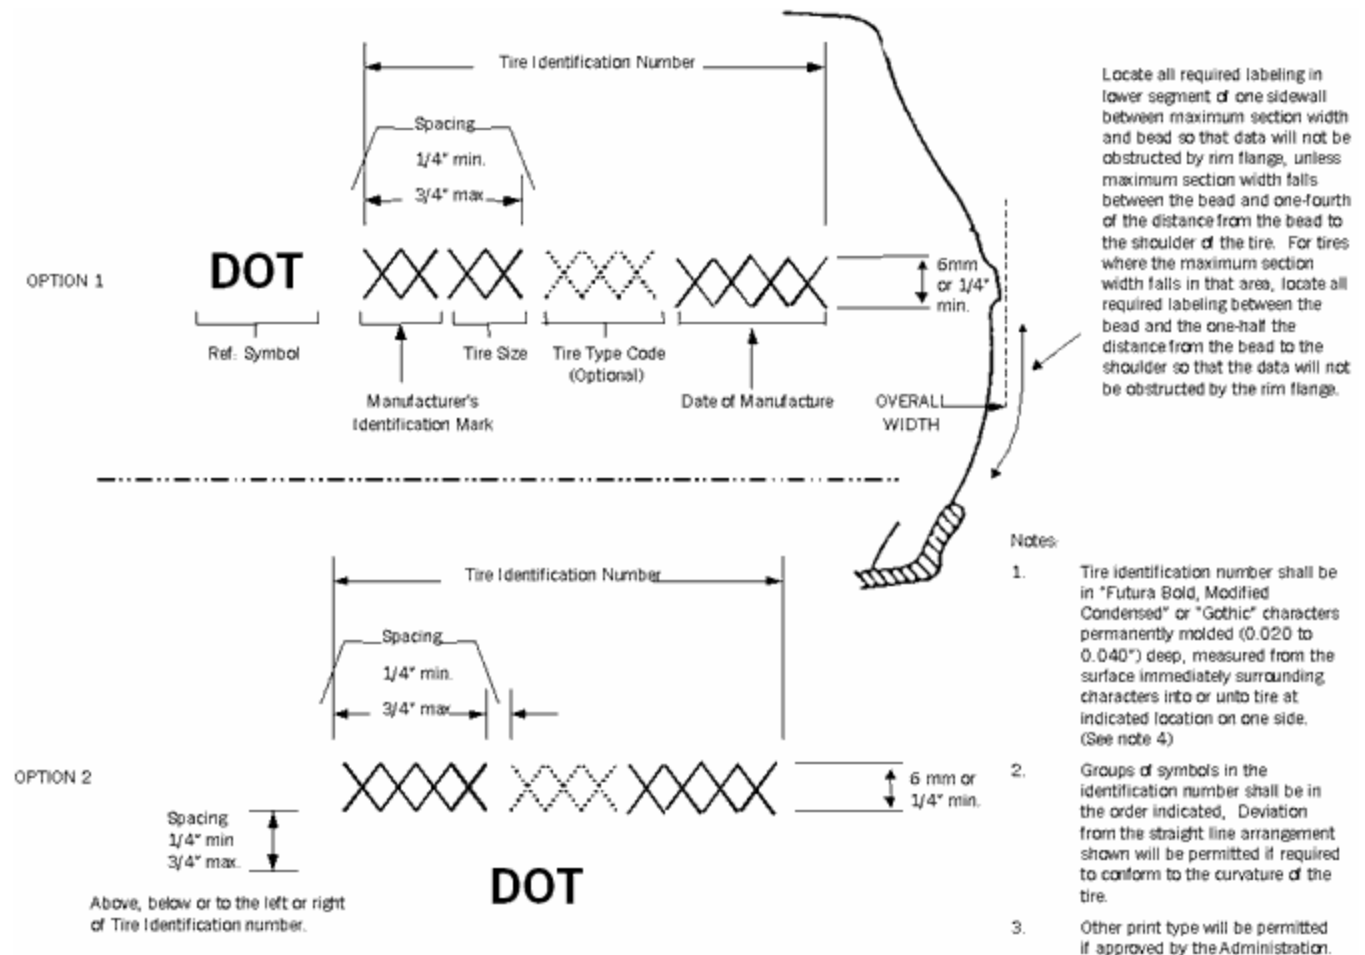 Tire Identification Number
Spacing
1/4" min.
3/4" max
OPTION 1
DOT
6mm
or 1/4"
min.
Ref: Symbol
Tire Size
Tire Type Code
(Optional)
Manufacturer's
Identification Mark
Date of Manufacture
OVERALL
WIDTH
Locate all required labeling in
lower segment of one sidewall
between maximum section width
and bead so that data will not be
obstructed by rim flange, unless
maximum section width falls
between the bead and one-fourth
of the distance from the bead to
the shoulder of the tire. For tires
where the maximum section
width falls in that area, locate all
required labeling between the
bead and the one-half the
distance from the bead to the
shoulder so that the data will not
be obstructed by the rim flange.
Tire Identification Number
Spacing
1/4" min.
3/4" max
OPTION 2
6 mm or
1/4" min.
Spacing
1/4" min
3/4" max.
DOT
Above, below or to the left or right
of Tire Identification number.
Notes:
1. Tire identification number shall be
in "Futura Bold, Modified
Condensed" or "Gothic" characters
permanently molded (0.020 to
0.040") deep, measured from the
surface immediately surrounding
characters into or unto tire at
indicated location on one side.
(See note 4)
2. Groups of symbols in the
identification number shall be in
the order indicated, Deviation
from the straight line arrangement
shown will be permitted if required
to conform to the curvature of the
tire.
3. Other print type will be permitted
if approved by the Administration.